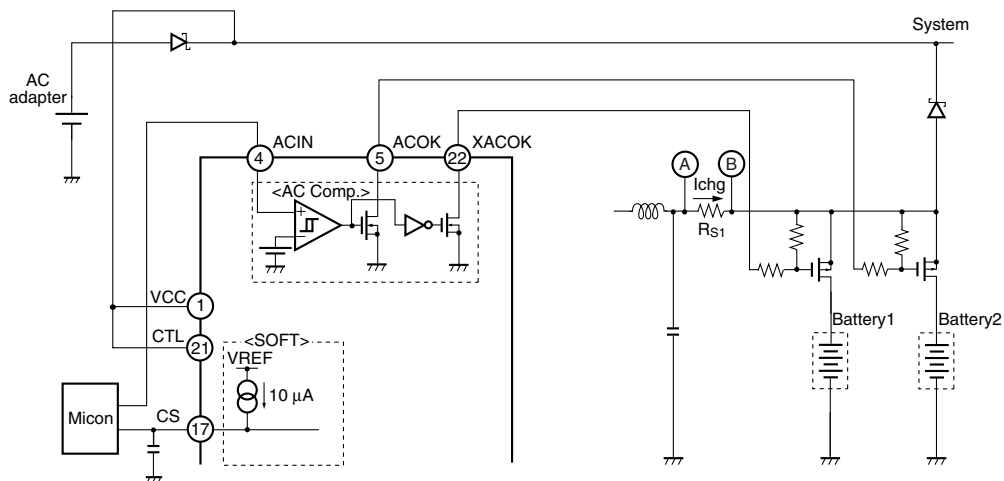 System
AC
adapter
ACIN
ACOK
XACOK
4
5
22
<AC Comp.>
+
−
A
B
Ichg
RS1
VCC
1
CTL
21
Battery1
Battery2
<SOFT>
VREF
10 μA
Micon
CS
17